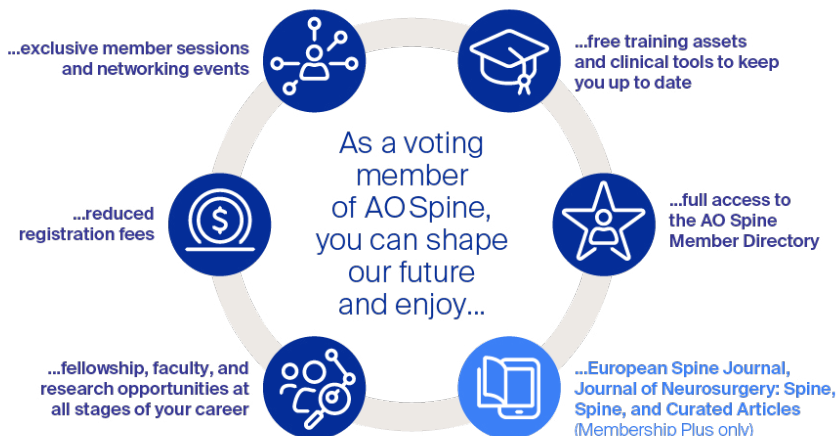 ...exclusive member sessions
and networking events
...free training assets
and clinical tools to keep
you up to date
As a voting
member
of AO Spine,
you can shape
our future
and enjoy...
...reduced
registration fees
$
...full access to
the AO Spine
Member Directory
...fellowship, faculty, and
research opportunities at
all stages of your career
...European Spine Journal,
Journal of Neurosurgery: Spine,
Spine, and Curated Articles
(Membership Plus only)